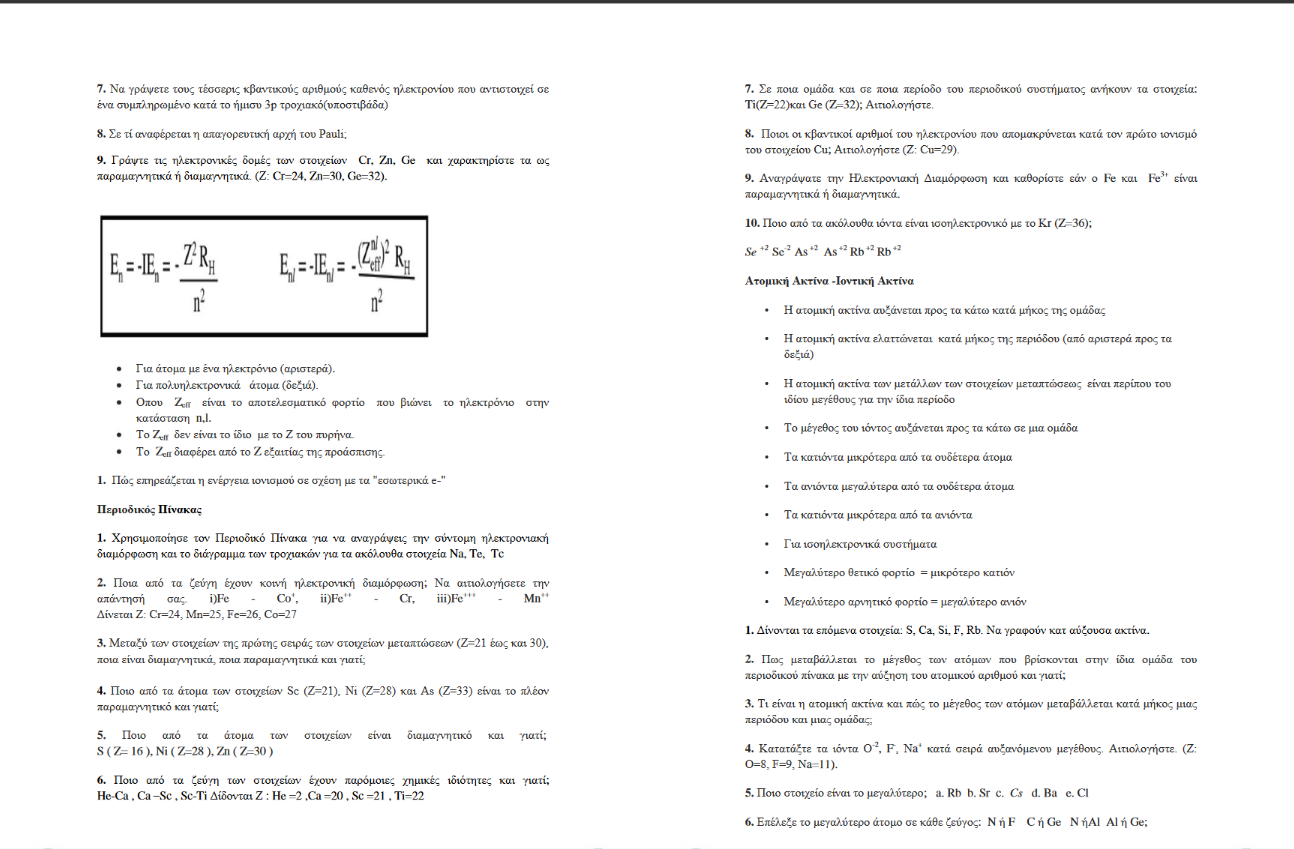 7. Να γράψετε τους τέσσερις κβαντικούς αριθμούς καθενός ηλεκτρονίου που αντιστοιχεί σε
ένα συμπληρωμένο κατά το ήμισυ 3p τροχιακό(υποστιβάδα)
8. Σε τί αναφέρεται η απαγορευτική αρχή του Pauli;
9. Γράψτε τις ηλεκτρονικές δομές των στοιχείων Cr, Zn, Ge και χαρακτηρίστε τα ως
παραμαγνητικά ή διαμαγνητικά. (Z: Cr=24, Zn=30, Ge=32).
E_n = -IE_n = - Z² R_H / n²    E_nl = -IE_nl = - (Z_eff^nl)² R_H / n²
• Για άτομα με ένα ηλεκτρόνιο (αριστερά).
• Για πολυηλεκτρονικά άτομα (δεξιά).
• Οπου Z_eff είναι το αποτελεσματικό φορτίο που βιώνει το ηλεκτρόνιο στην
κατάσταση n,l.
• Το Z_eff δεν είναι το ίδιο με το Z του πυρήνα.
• Το Z_eff διαφέρει από το Z εξαιτίας της προάσπισης.
1. Πώς επηρεάζεται η ενέργεια ιονισμού σε σχέση με τα "εσωτερικά e-"
Περιοδικός Πίνακας
1. Χρησιμοποίησε τον Περιοδικό Πίνακα για να αναγράψεις την σύντομη ηλεκτρονιακή
διαμόρφωση και το διάγραμμα των τροχιακών για τα ακόλουθα στοιχεία Na, Te, Tc
2. Ποια από τα ζεύγη έχουν κοινή ηλεκτρονική διαμόρφωση; Να αιτιολογήσετε την
απάντησή σας. i)Fe - Co⁺, ii)Fe⁺⁺ - Cr, iii)Fe⁺⁺⁺ - Mn⁺⁺
Δίνεται Z: Cr=24, Mn=25, Fe=26, Co=27
3. Μεταξύ των στοιχείων της πρώτης σειράς των στοιχείων μεταπτώσεων (Z=21 έως και 30),
ποια είναι διαμαγνητικά, ποια παραμαγνητικά και γιατί;
4. Ποιο από τα άτομα των στοιχείων Sc (Z=21), Ni (Z=28) και As (Z=33) είναι το πλέον
παραμαγνητικό και γιατί;
5. Ποιο από τα άτομα των στοιχείων είναι διαμαγνητικό και γιατί;
S ( Z= 16 ), Ni ( Z=28 ), Zn ( Z=30 )
6. Ποιο από τα ζεύγη των στοιχείων έχουν παρόμοιες χημικές ιδιότητες και γιατί;
He-Ca , Ca –Sc , Sc-Ti Δίδονται Z : He =2 ,Ca =20 , Sc =21 , Ti=22
7. Σε ποια ομάδα και σε ποια περίοδο του περιοδικού συστήματος ανήκουν τα στοιχεία:
Ti(Z=22)και Ge (Z=32); Αιτιολογήστε.
8. Ποιοι οι κβαντικοί αριθμοί του ηλεκτρονίου που απομακρύνεται κατά τον πρώτο ιονισμό
του στοιχείου Cu; Αιτιολογήστε (Z: Cu=29).
9. Αναγράψατε την Ηλεκτρονιακή Διαμόρφωση και καθορίστε εάν ο Fe και Fe³⁺ είναι
παραμαγνητικά ή διαμαγνητικά.
10. Ποιο από τα ακόλουθα ιόντα είναι ισοηλεκτρονικό με το Kr (Z=36);
Se ⁺² Se⁻² As ⁺² As ⁺² Rb ⁺² Rb ⁺²
Ατομική Ακτίνα -Ιοντική Ακτίνα
• Η ατομική ακτίνα αυξάνεται προς τα κάτω κατά μήκος της ομάδας
• Η ατομική ακτίνα ελαττώνεται κατά μήκος της περιόδου (από αριστερά προς τα
δεξιά)
• Η ατομική ακτίνα των μετάλλων των στοιχείων μεταπτώσεως είναι περίπου του
ιδίου μεγέθους για την ίδια περίοδο
• Το μέγεθος του ιόντος αυξάνεται προς τα κάτω σε μια ομάδα
• Τα κατιόντα μικρότερα από τα ουδέτερα άτομα
• Τα ανιόντα μεγαλύτερα από τα ουδέτερα άτομα
• Τα κατιόντα μικρότερα από τα ανιόντα
• Για ισοηλεκτρονικά συστήματα
• Μεγαλύτερο θετικό φορτίο = μικρότερο κατιόν
• Μεγαλύτερο αρνητικό φορτίο = μεγαλύτερο ανιόν
1. Δίνονται τα επόμενα στοιχεία: S, Ca, Si, F, Rb. Να γραφούν κατ αύξουσα ακτίνα.
2. Πως μεταβάλλεται το μέγεθος των ατόμων που βρίσκονται στην ίδια ομάδα του
περιοδικού πίνακα με την αύξηση του ατομικού αριθμού και γιατί;
3. Τι είναι η ατομική ακτίνα και πώς το μέγεθος των ατόμων μεταβάλλεται κατά μήκος μιας
περιόδου και μιας ομάδας;
4. Κατατάξτε τα ιόντα O⁻², F⁻, Na⁺ κατά σειρά αυξανόμενου μεγέθους. Αιτιολογήστε. (Z:
O=8, F=9, Na=11).
5. Ποιο στοιχείο είναι το μεγαλύτερο; a. Rb b. Sr c. Cs d. Ba e. Cl
6. Επέλεξε το μεγαλύτερο άτομο σε κάθε ζεύγος: N ή F C ή Ge N ήAl Al ή Ge;